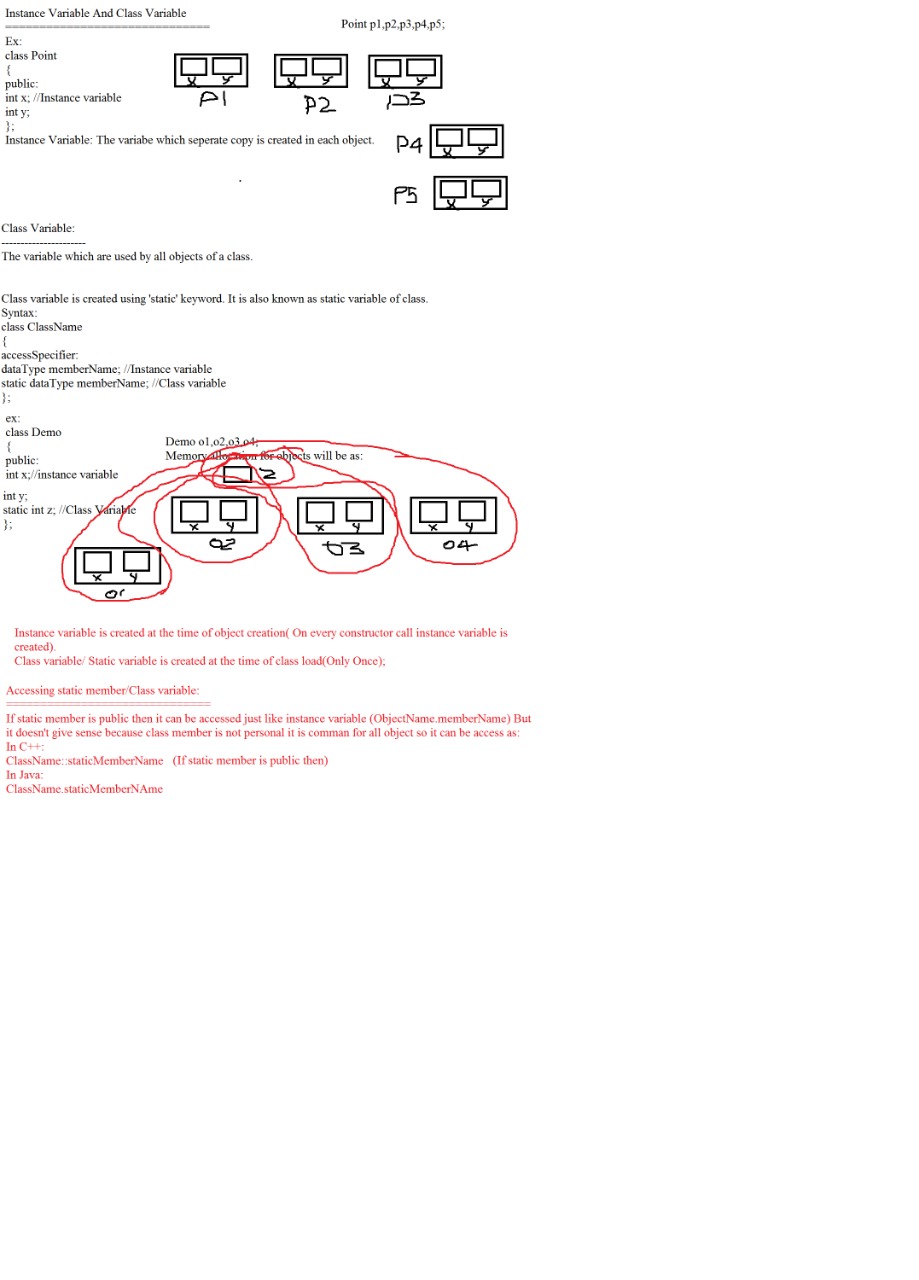 Instance Variable And Class Variable
==============================
Point p1,p2,p3,p4,p5;
Ex:
class Point
{
public:
int x; //Instance variable
int y;
};
x y x y x y
P1 P2 P3
Instance Variable: The variabe which seperate copy is created in each object.
P4 x y
P5 x y
Class Variable:
----------------------
The variable which are used by all objects of a class.
Class variable is created using 'static' keyword. It is also known as static variable of class.
Syntax:
class ClassName
{
accessSpecifier:
dataType memberName; //Instance variable
static dataType memberName; //Class variable
};
ex:
class Demo
{
public:
int x;//instance variable
int y;
static int z; //Class Variable
};
Demo o1,o2,o3,o4;
Memory allocation for objects will be as:
z
x y x y x y
o2 o3 o4
x y
o1
Instance variable is created at the time of object creation( On every constructor call instance variable is
created).
Class variable/ Static variable is created at the time of class load(Only Once);
Accessing static member/Class variable:
==============================
If static member is public then it can be accessed just like instance variable (ObjectName.memberName) But
it doesn't give sense because class member is not personal it is comman for all object so it can be access as:
In C++:
ClassName::staticMemberName (If static member is public then)
In Java:
ClassName.staticMemberNAme